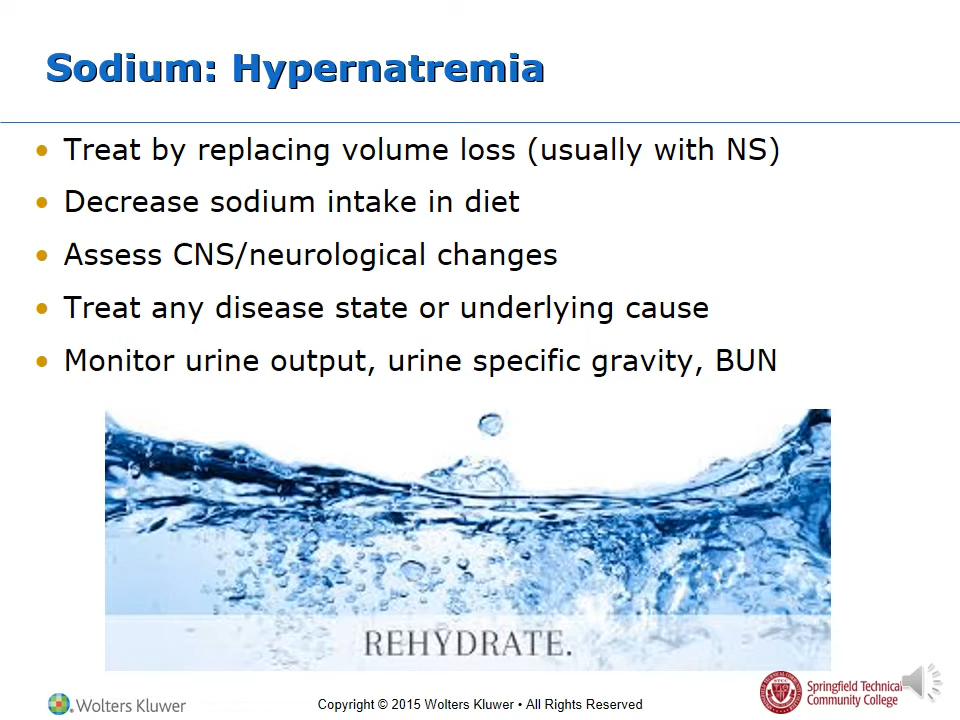 Sodium: Hypernatremia
• Treat by replacing volume loss (usually with NS)
• Decrease sodium intake in diet
• Assess CNS/neurological changes
• Treat any disease state or underlying cause
• Monitor urine output, urine specific gravity, BUN
REHYDRATE.
Wolters Kluwer
Copyright © 2015 Wolters Kluwer • All Rights Reserved
Springfield Technical
Community College